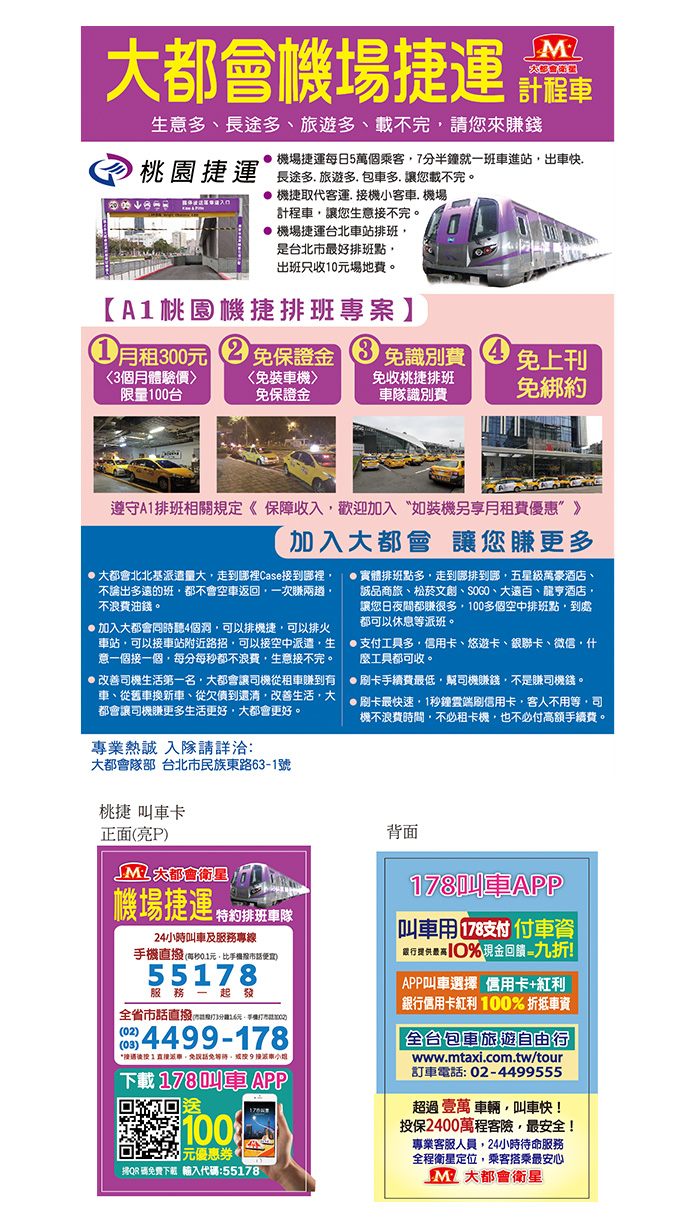 大都會機場捷運
M
大都會衛星
計程車
生意多、長途多、旅遊多、載不完，請您來賺錢
桃園捷運
● 機場捷運每日5萬個乘客，7分半鐘就一班車進站，出車快.
長途多. 旅遊多. 包車多. 讓您載不完。
● 機捷取代客運. 接機小客車. 機場
計程車，讓您生意接不完。
● 機場捷運台北車站排班，
是台北市最好排班點，
出班只收10元場地費。
【A1桃園機捷排班專案】
1 月租300元
〈3個月體驗價〉
限量100台
2 免保證金
〈免裝車機〉
免保證金
3 免識別費
免收桃捷排班
車隊識別費
4 免上刊
免綁約
遵守A1排班相關規定《 保障收入，歡迎加入〝如裝機另享月租費優惠〞》
加入大都會 讓您賺更多
● 大都會北北基派遣量大，走到哪裡Case接到哪裡，
不論出多遠的班，都不會空車返回，一次賺兩趟，
不浪費油錢。
● 加入大都會同時聽4個洞，可以排機捷，可以排火
車站，可以接車站附近路招，可以接空中派遣，生
意一個接一個，每分每秒都不浪費，生意接不完。
● 改善司機生活第一名，大都會讓司機從租車賺到有
車、從舊車換新車、從欠債到還清，改善生活，大
都會讓司機賺更多生活更好，大都會更好。
● 實體排班點多，走到哪排到哪，五星級萬豪酒店、
誠品商旅、松菸文創、SOGO、大遠百、龍亨酒店，
讓您日夜間都賺很多，100多個空中排班點，到處
都可以休息等派班。
● 支付工具多，信用卡、悠遊卡、銀聯卡、微信，什
麼工具都可收。
● 刷卡手續費最低，幫司機賺錢，不是賺司機錢。
● 刷卡最快速，1秒鐘雲端刷信用卡，客人不用等，司
機不浪費時間，不必租卡機，也不必付高額手續費。
專業熱誠 入隊請詳洽:
大都會隊部 台北市民族東路63-1號
桃捷 叫車卡
正面(亮P)
M 大都會衛星
機場捷運 特約排班車隊
24小時叫車及服務專線
手機直撥(每秒0.1元，比手機撥市話便宜)
55178
服務一起發
全省市話直撥(市話撥打3分鐘1.6元，手機打市話加02)
(02)
(03) 4499-178
*接通後按1直接派車，免說話免等待，或按9接派車小姐
下載 178叫車 APP
送
100
元優惠券
178叫車
掃QR碼免費下載 輸入代碼:55178
背面
178叫車APP
叫車用 178支付 付車資
銀行提供最高10%現金回饋=九折!
APP叫車選擇 信用卡+紅利
銀行信用卡紅利 100% 折抵車資
全台包車旅遊自由行
www.mtaxi.com.tw/tour
訂車電話: 02-4499555
超過 壹萬 車輛，叫車快！
投保2400萬程客險，最安全！
專業客服人員，24小時待命服務
全程衛星定位，乘客搭乘最安心
M 大都會衛星